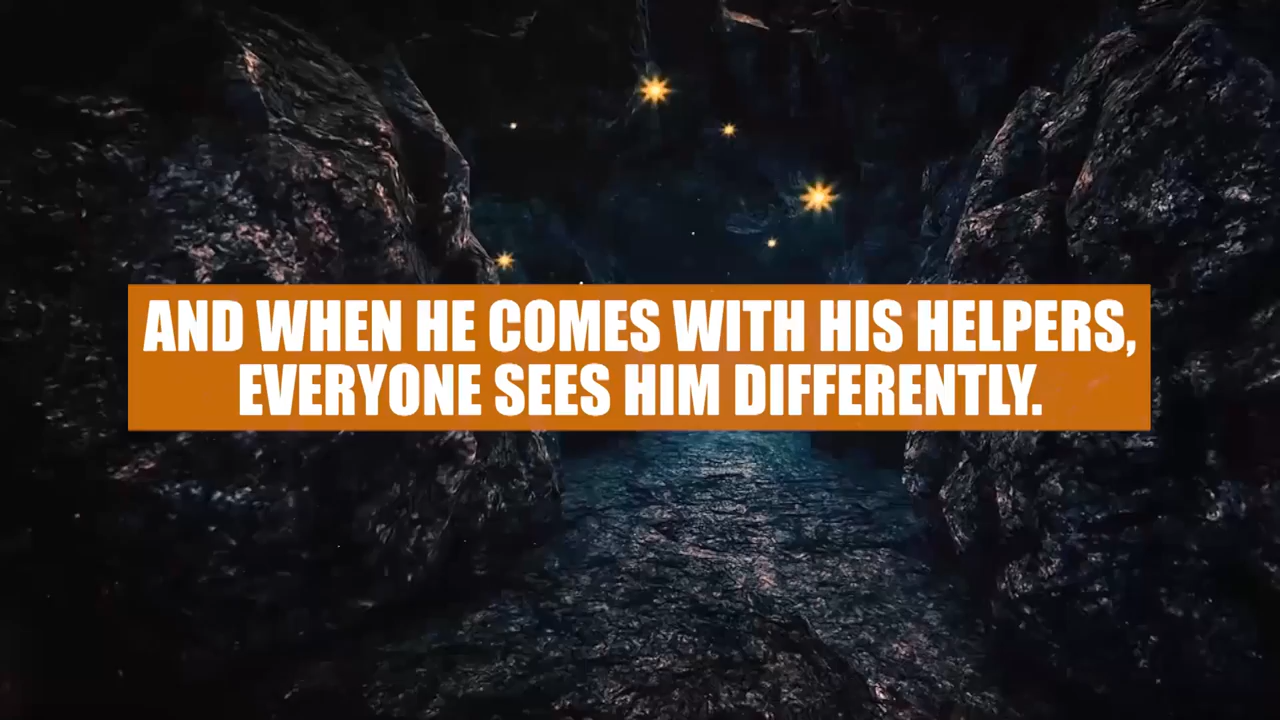 AND WHEN HE COMES WITH HIS HELPERS,
EVERYONE SEES HIM DIFFERENTLY.